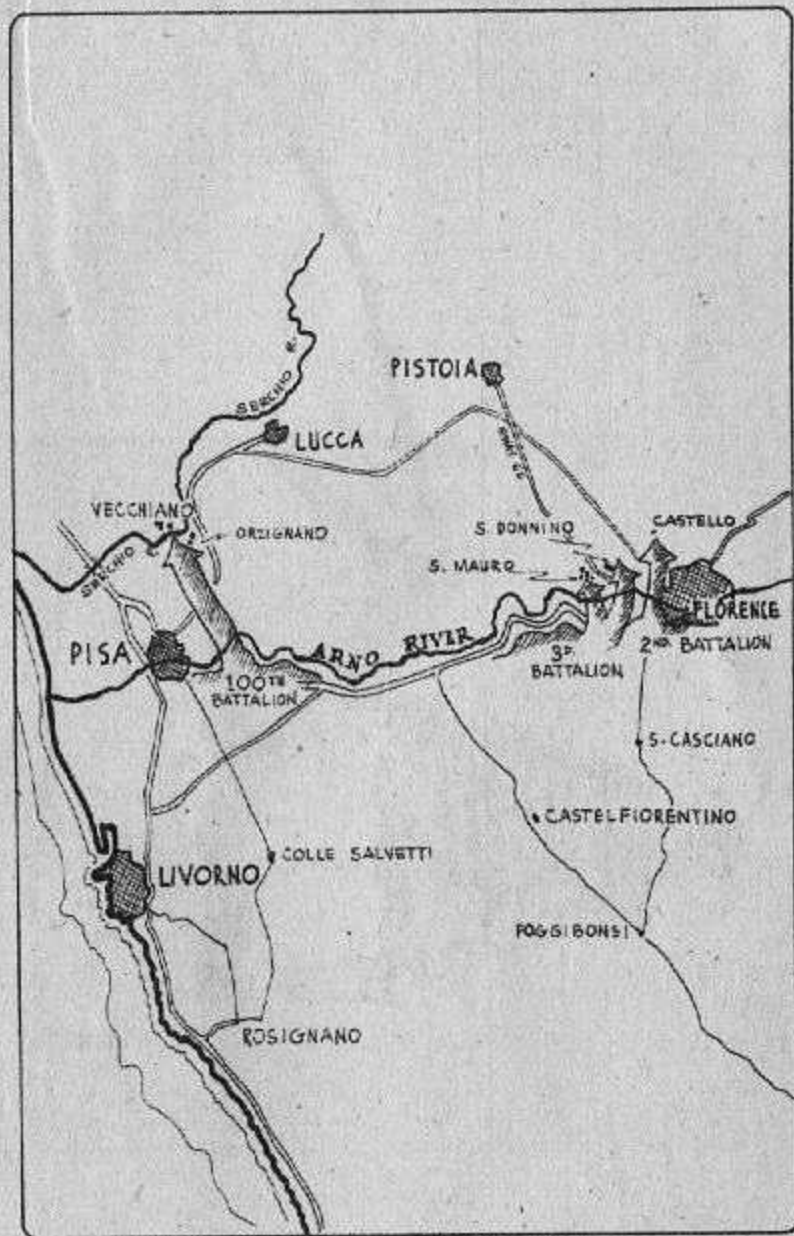 SERCHIO R.
PISTOIA
LUCCA
VECCHIANO
ORZIGNANO
SERCHIO
S. DONNINO
CASTELLO
S. MAURO
PISA
ARNO RIVER
FLORENCE
100TH
BATTALION
3D.
BATTALION
2ND. BATTALION
S. CASCIANO
CASTELFIORENTINO
COLLE SALVETTI
LIVORNO
POGGIBONSI
ROSIGNANO